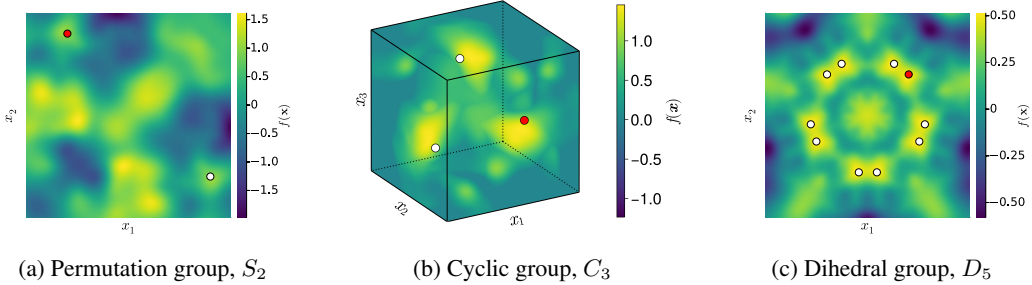 1.5
1.0
0.5
0
−0.5
−1.0
−1.5
f(x)
x₂
x₁
1.0
0.5
0.0
−0.5
−1.0
f(x)
x₃
x₂
x₁
0.50
0.25
0
−0.25
−0.50
f(x)
x₂
x₁
(a) Permutation group, S₂
(b) Cyclic group, C₃
(c) Dihedral group, D₅